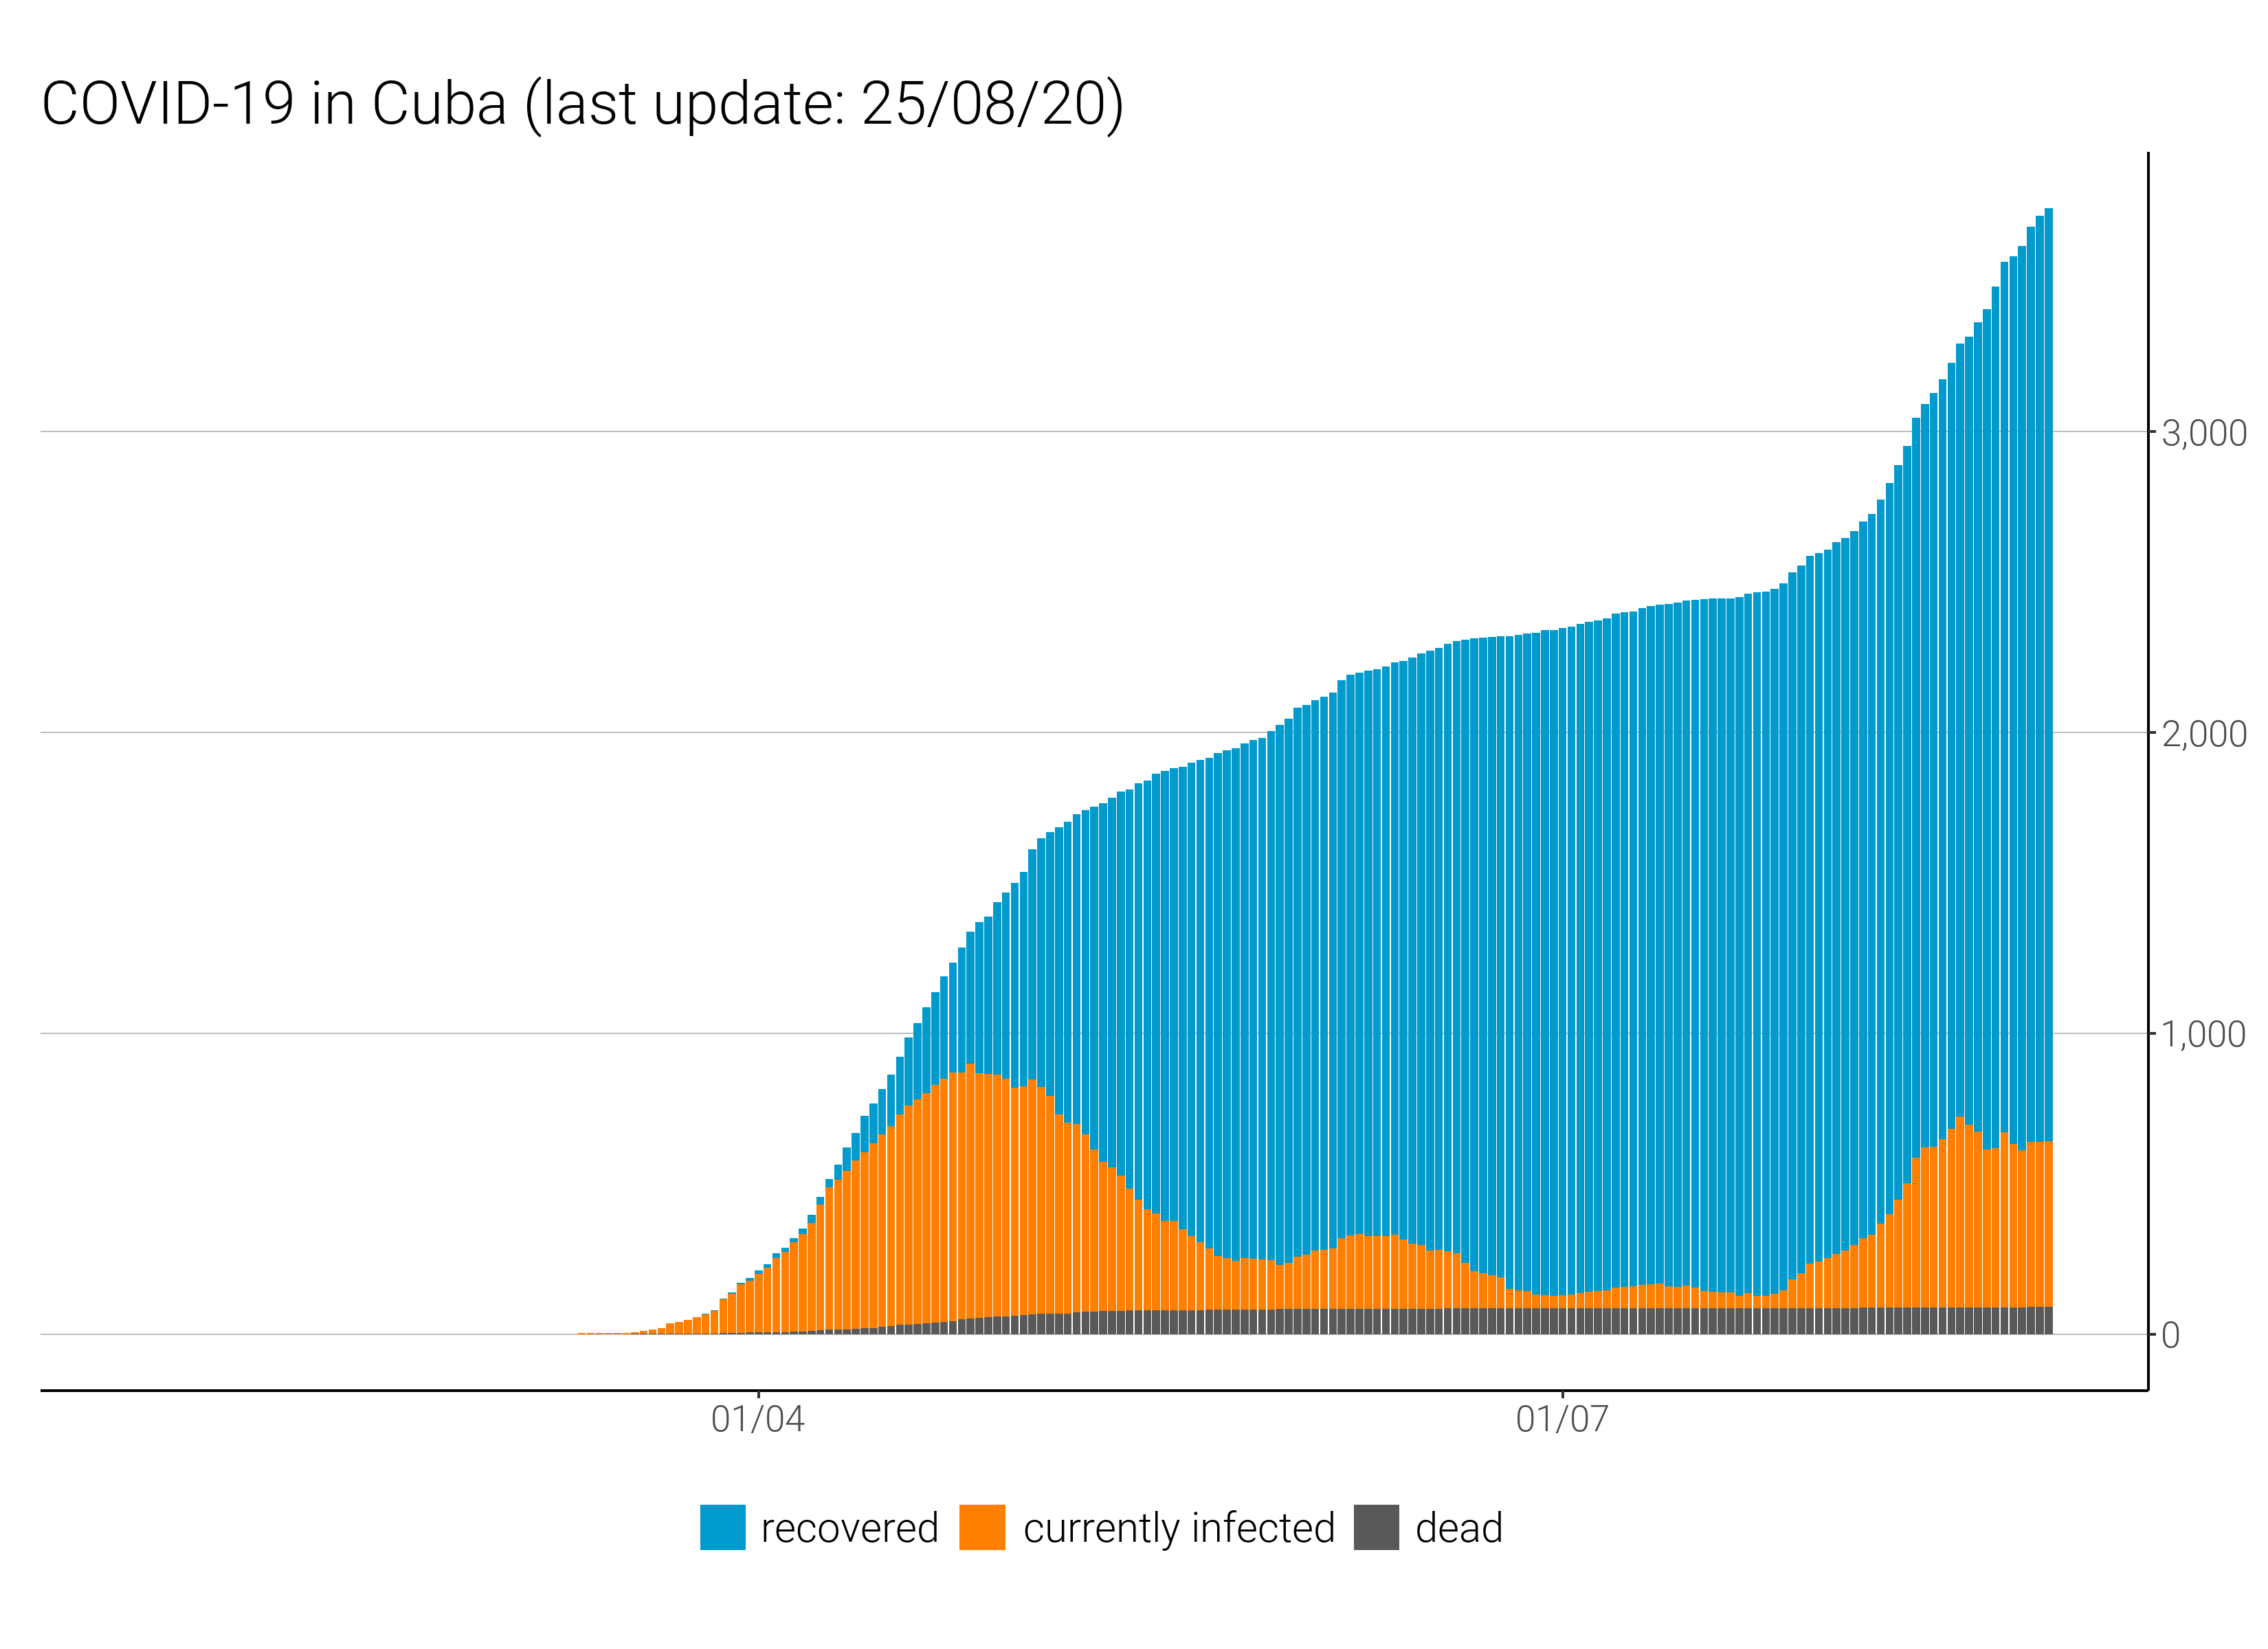 COVID-19 in Cuba (last update: 25/08/20)
3,000
2,000
1,000
0
01/04 01/07
recovered currently infected dead